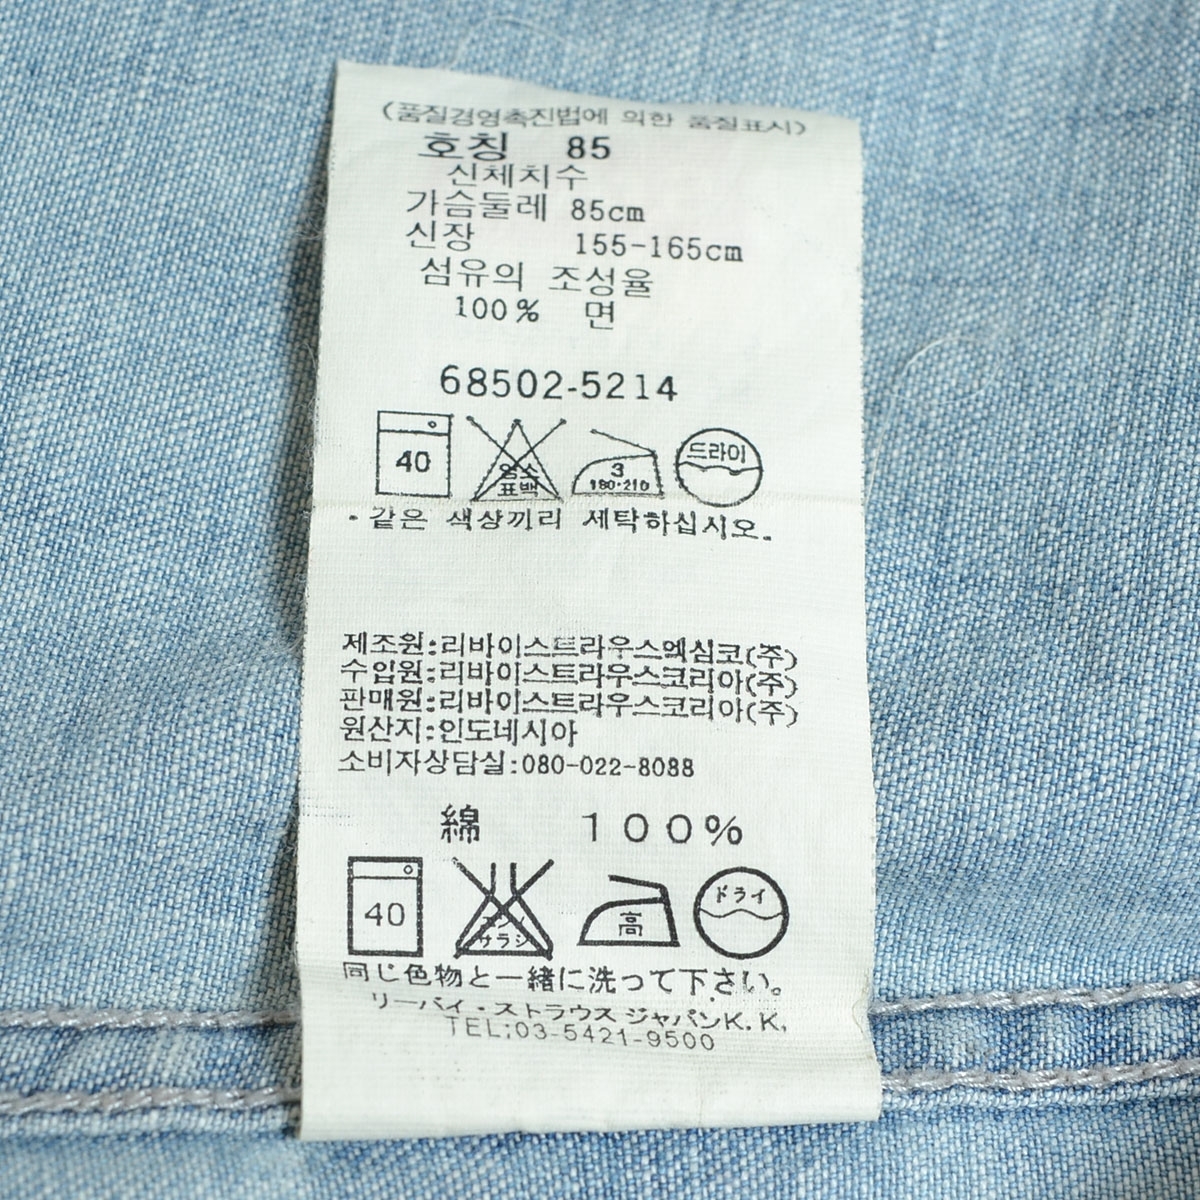 (품질경영촉진법에 의한 품질표시)
호칭 85
신체치수
가슴둘레 85cm
신장 155-165cm
섬유의 조성율
100% 면
68502-5214
40 염소 표백 3 180·210 드라이
· 같은 색상끼리 세탁하십시오.
제조원:리바이스트라우스엑심코(주)
수입원:리바이스트라우스코리아(주)
판매원:리바이스트라우스코리아(주)
원산지:인도네시아
소비자상담실:080-022-8088
綿 100%
40 エンソ サラシ 高 ドライ
同じ色物と一緒に洗って下さい。
リーバイ・ストラウス ジャパンK.K.
TEL;03-5421-9500